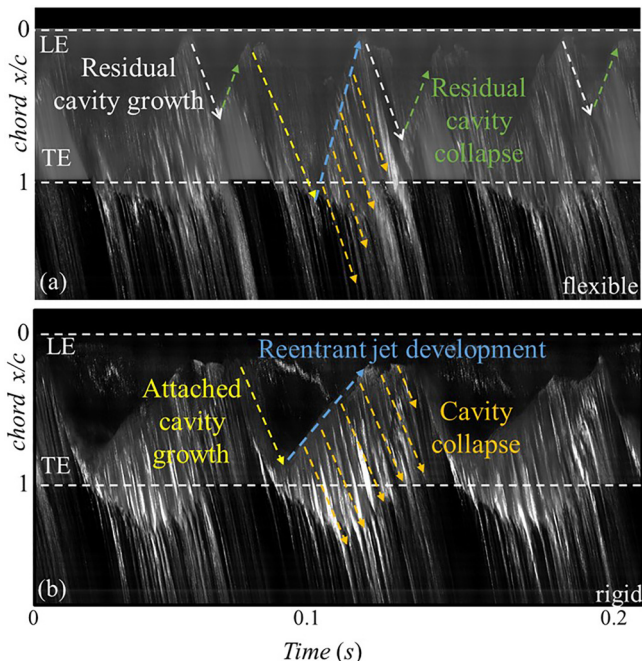 0
LE
Residual
cavity growth
Residual
cavity
collapse
chord x/c
TE
1
(a)
flexible
0
LE
Reentrant jet development
Attached
cavity
growth
Cavity
collapse
chord x/c
TE
1
(b)
rigid
0
0.1
0.2
Time (s)